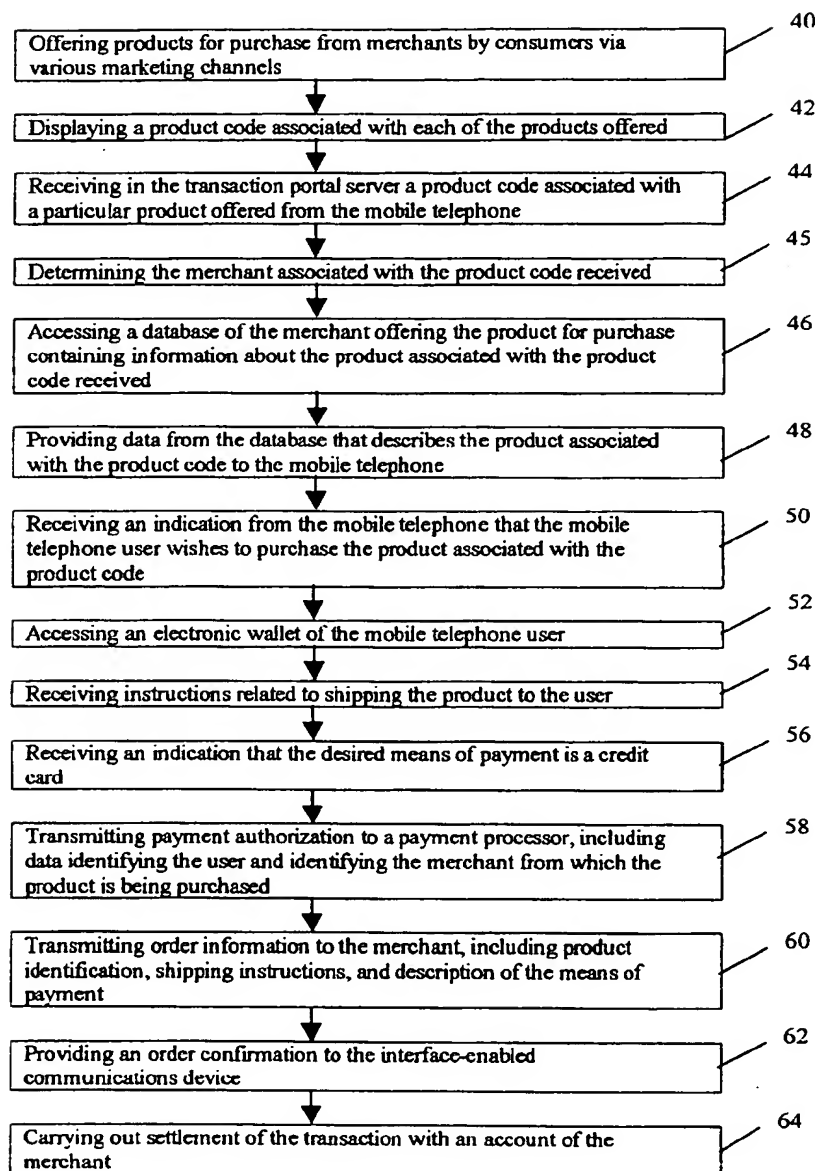 40
Offering products for purchase from merchants by consumers via
various marketing channels
42
Displaying a product code associated with each of the products offered
44
Receiving in the transaction portal server a product code associated with
a particular product offered from the mobile telephone
45
Determining the merchant associated with the product code received
46
Accessing a database of the merchant offering the product for purchase
containing information about the product associated with the product
code received
48
Providing data from the database that describes the product associated
with the product code to the mobile telephone
50
Receiving an indication from the mobile telephone that the mobile
telephone user wishes to purchase the product associated with the
product code
52
Accessing an electronic wallet of the mobile telephone user
54
Receiving instructions related to shipping the product to the user
56
Receiving an indication that the desired means of payment is a credit
card
58
Transmitting payment authorization to a payment processor, including
data identifying the user and identifying the merchant from which the
product is being purchased
60
Transmitting order information to the merchant, including product
identification, shipping instructions, and description of the means of
payment
62
Providing an order confirmation to the interface-enabled
communications device
64
Carrying out settlement of the transaction with an account of the
merchant